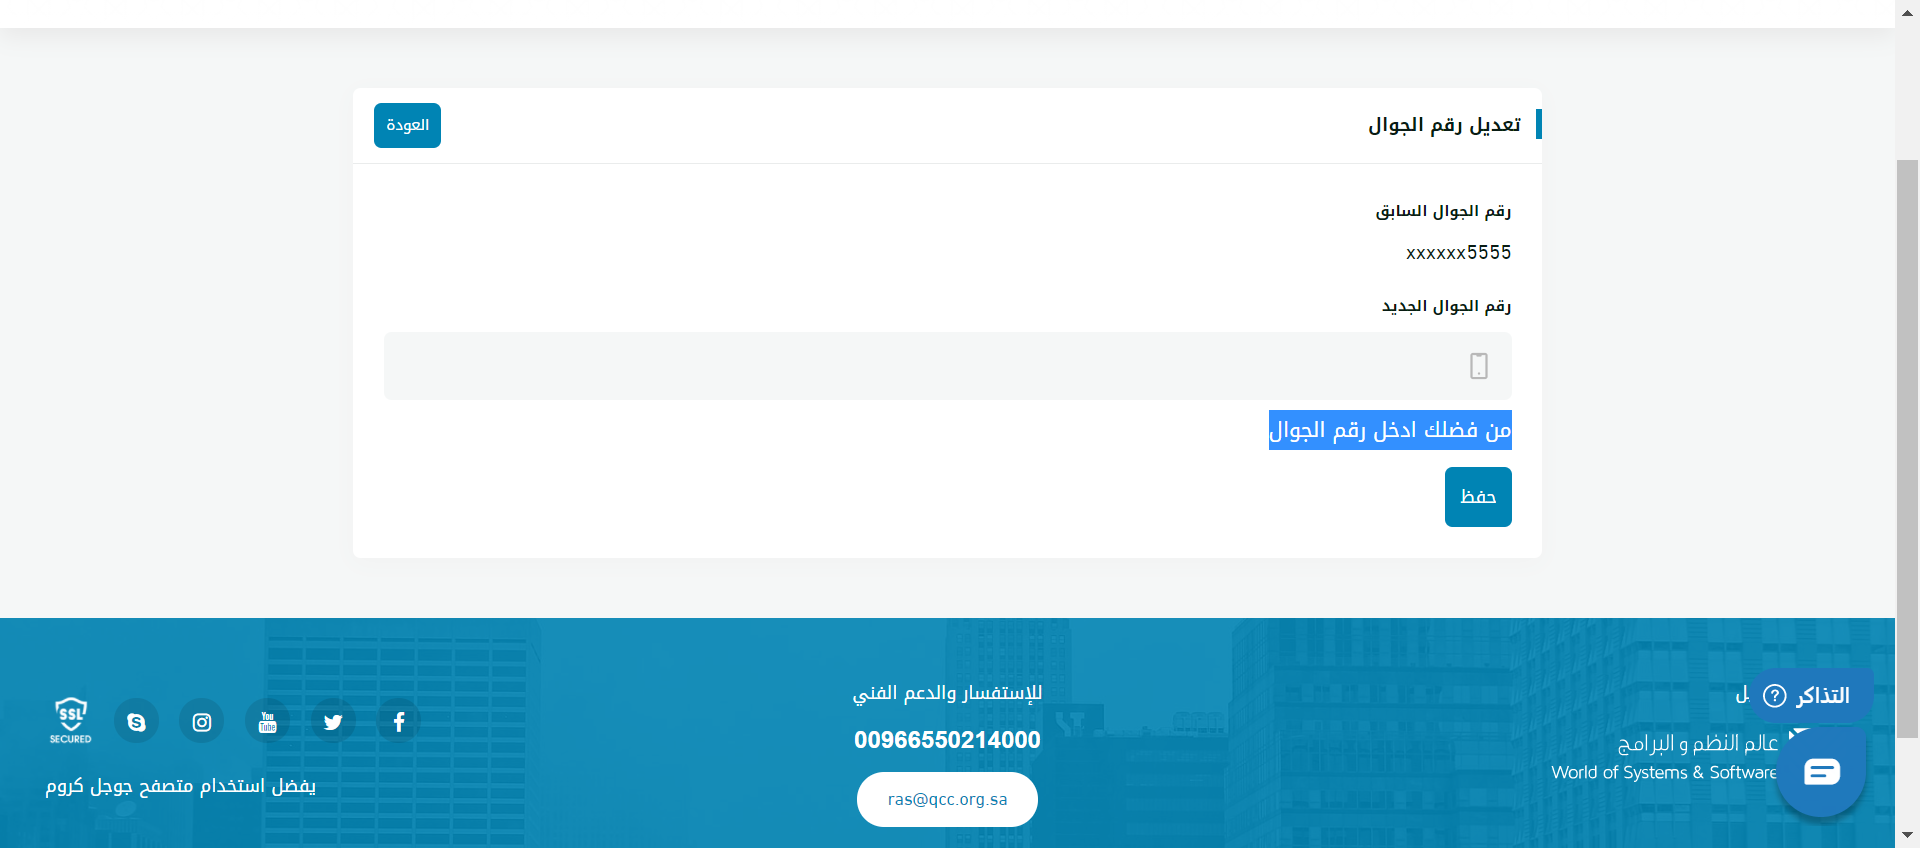 تعديل رقم الجوال
العودة
رقم الجوال السابق
xxxxxx5555
رقم الجوال الجديد
من فضلك ادخل رقم الجوال
حفظ
التذاكر
عالم النظم و البرامج
World of Systems & Software
للإستفسار والدعم الفني
00966550214000
ras@qcc.org.sa
SSL
SECURED
You
Tube
يفضل استخدام متصفح جوجل كروم